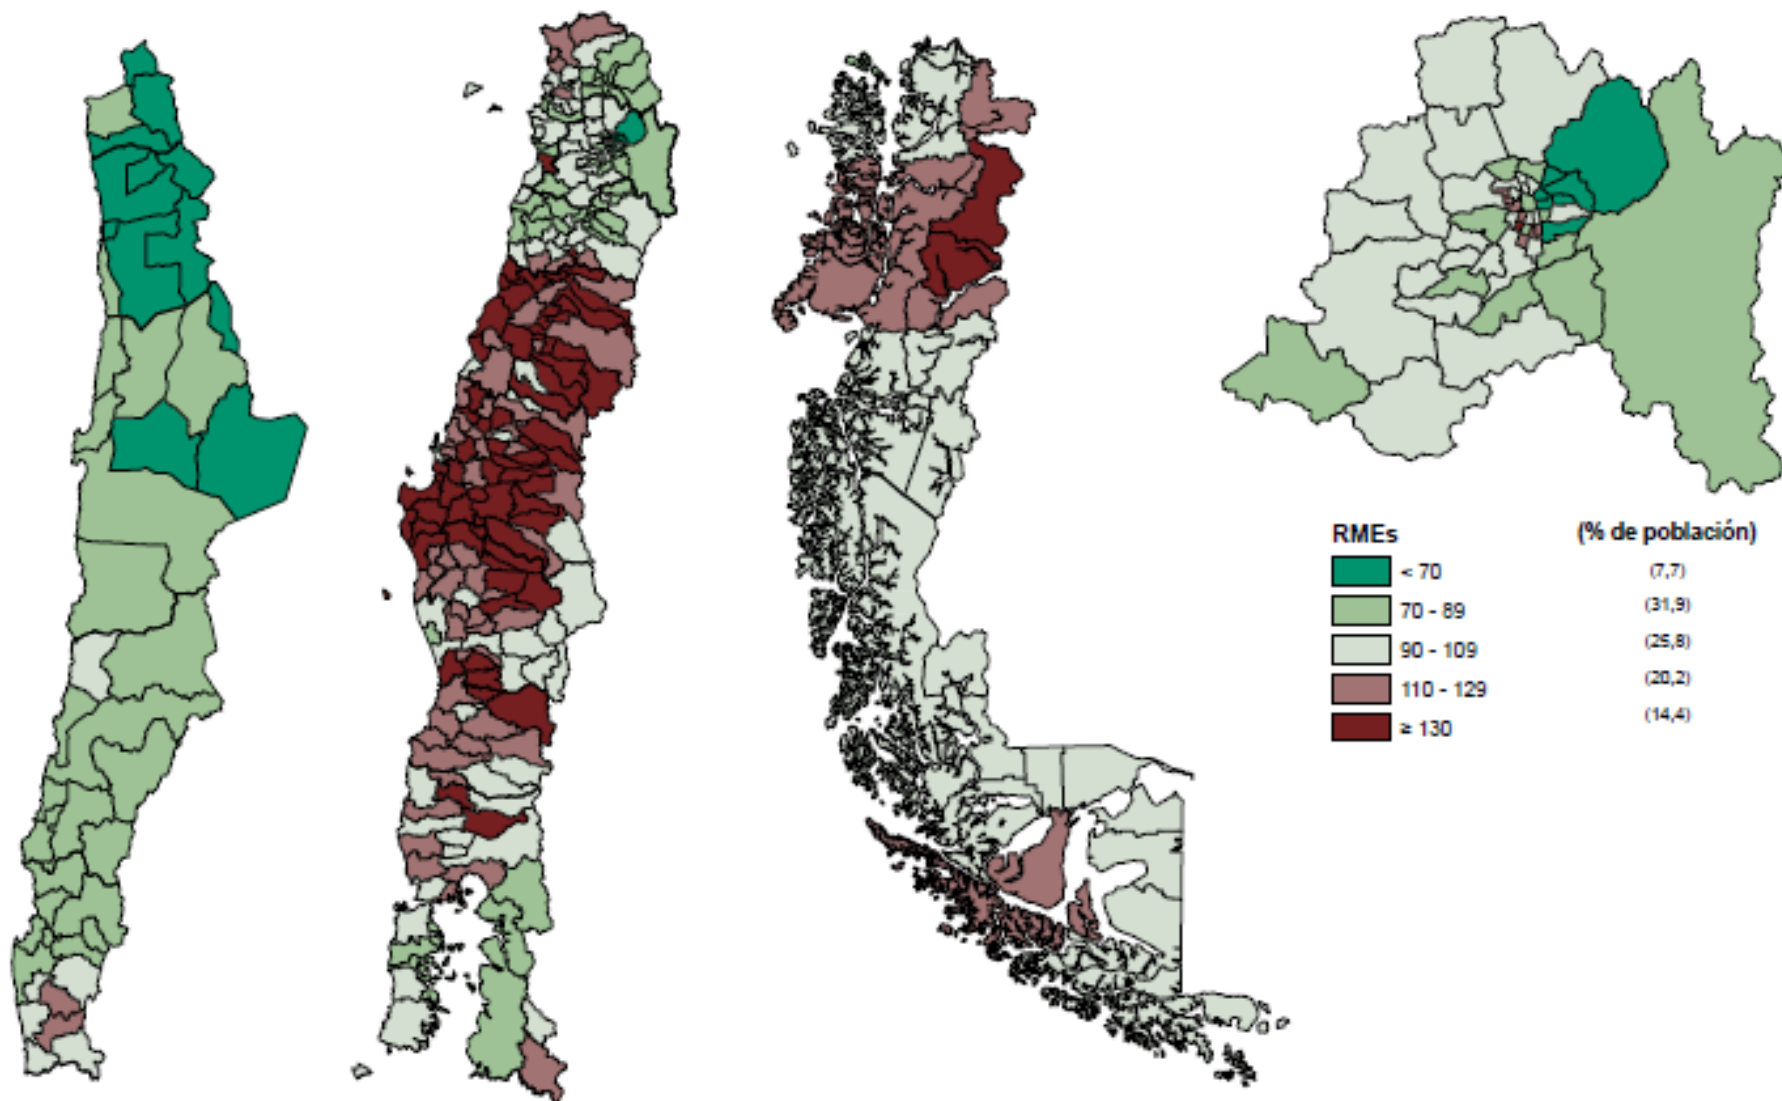 RMEs (% de población)
< 70 (7,7)
70 - 89 (31,9)
90 - 109 (25,8)
110 - 129 (20,2)
≥ 130 (14,4)